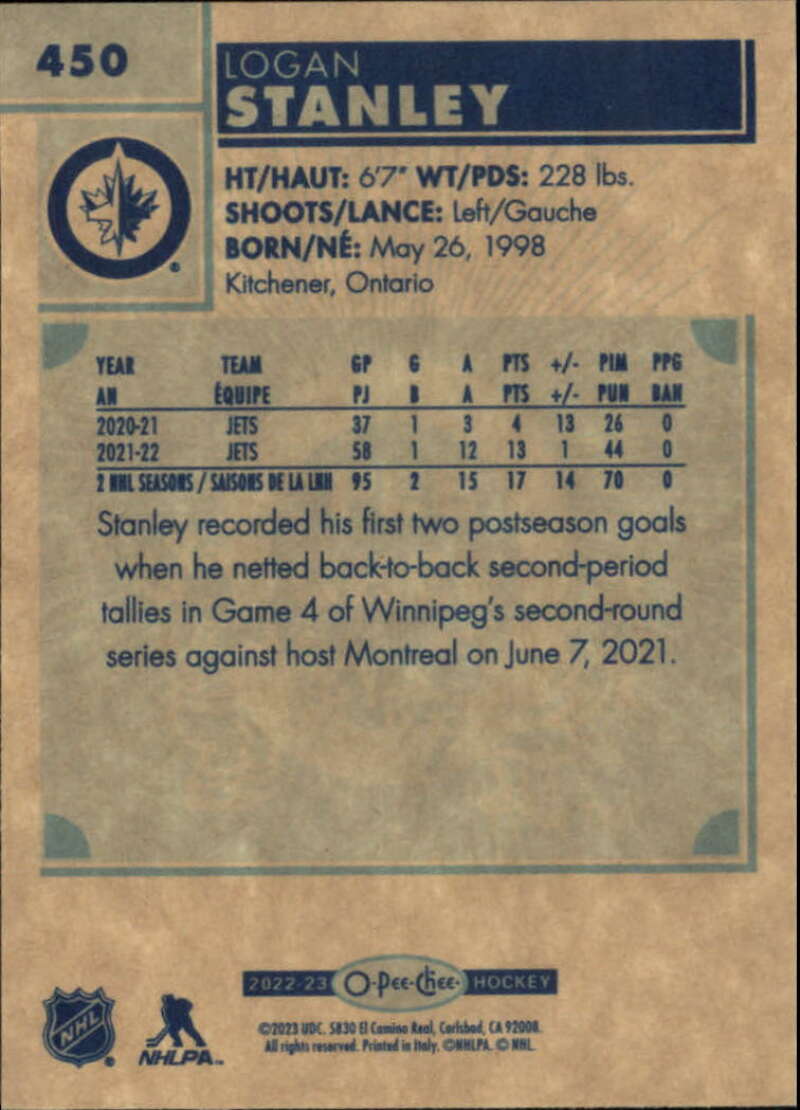 450
LOGAN
STANLEY
HT/HAUT: 6'7" WT/PDS: 228 lbs.
SHOOTS/LANCE: Left/Gauche
BORN/NÉ: May 26, 1998
Kitchener, Ontario
YEAR TEAM GP G A PTS +/- PIM PPG
AN ÉQUIPE PJ B A PTS +/- PUN BAN
2020-21 JETS 37 1 3 4 13 26 0
2021-22 JETS 58 1 12 13 1 44 0
2 NHL SEASONS / SAISONS DE LA LNH 95 2 15 17 14 70 0
Stanley recorded his first two postseason goals
when he netted back-to-back second-period
tallies in Game 4 of Winnipeg's second-round
series against host Montreal on June 7, 2021.
2022-23 O-Pee-Chee HOCKEY
NHL
NHLPA
©2023 UDC. 5830 El Camino Real, Carlsbad, CA 92008.
All rights reserved. Printed in Italy. ©NHLPA. © NHL